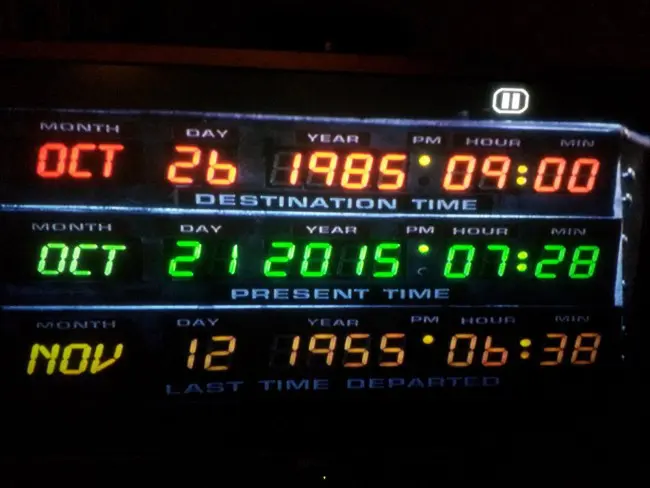 MONTH DAY YEAR PM HOUR MIN
OCT 26 1985 09:00
DESTINATION TIME
MONTH DAY YEAR PM HOUR MIN
OCT 21 2015 07:28
PRESENT TIME
MONTH DAY YEAR PM HOUR MIN
NOV 12 1955 06:38
LAST TIME DEPARTED